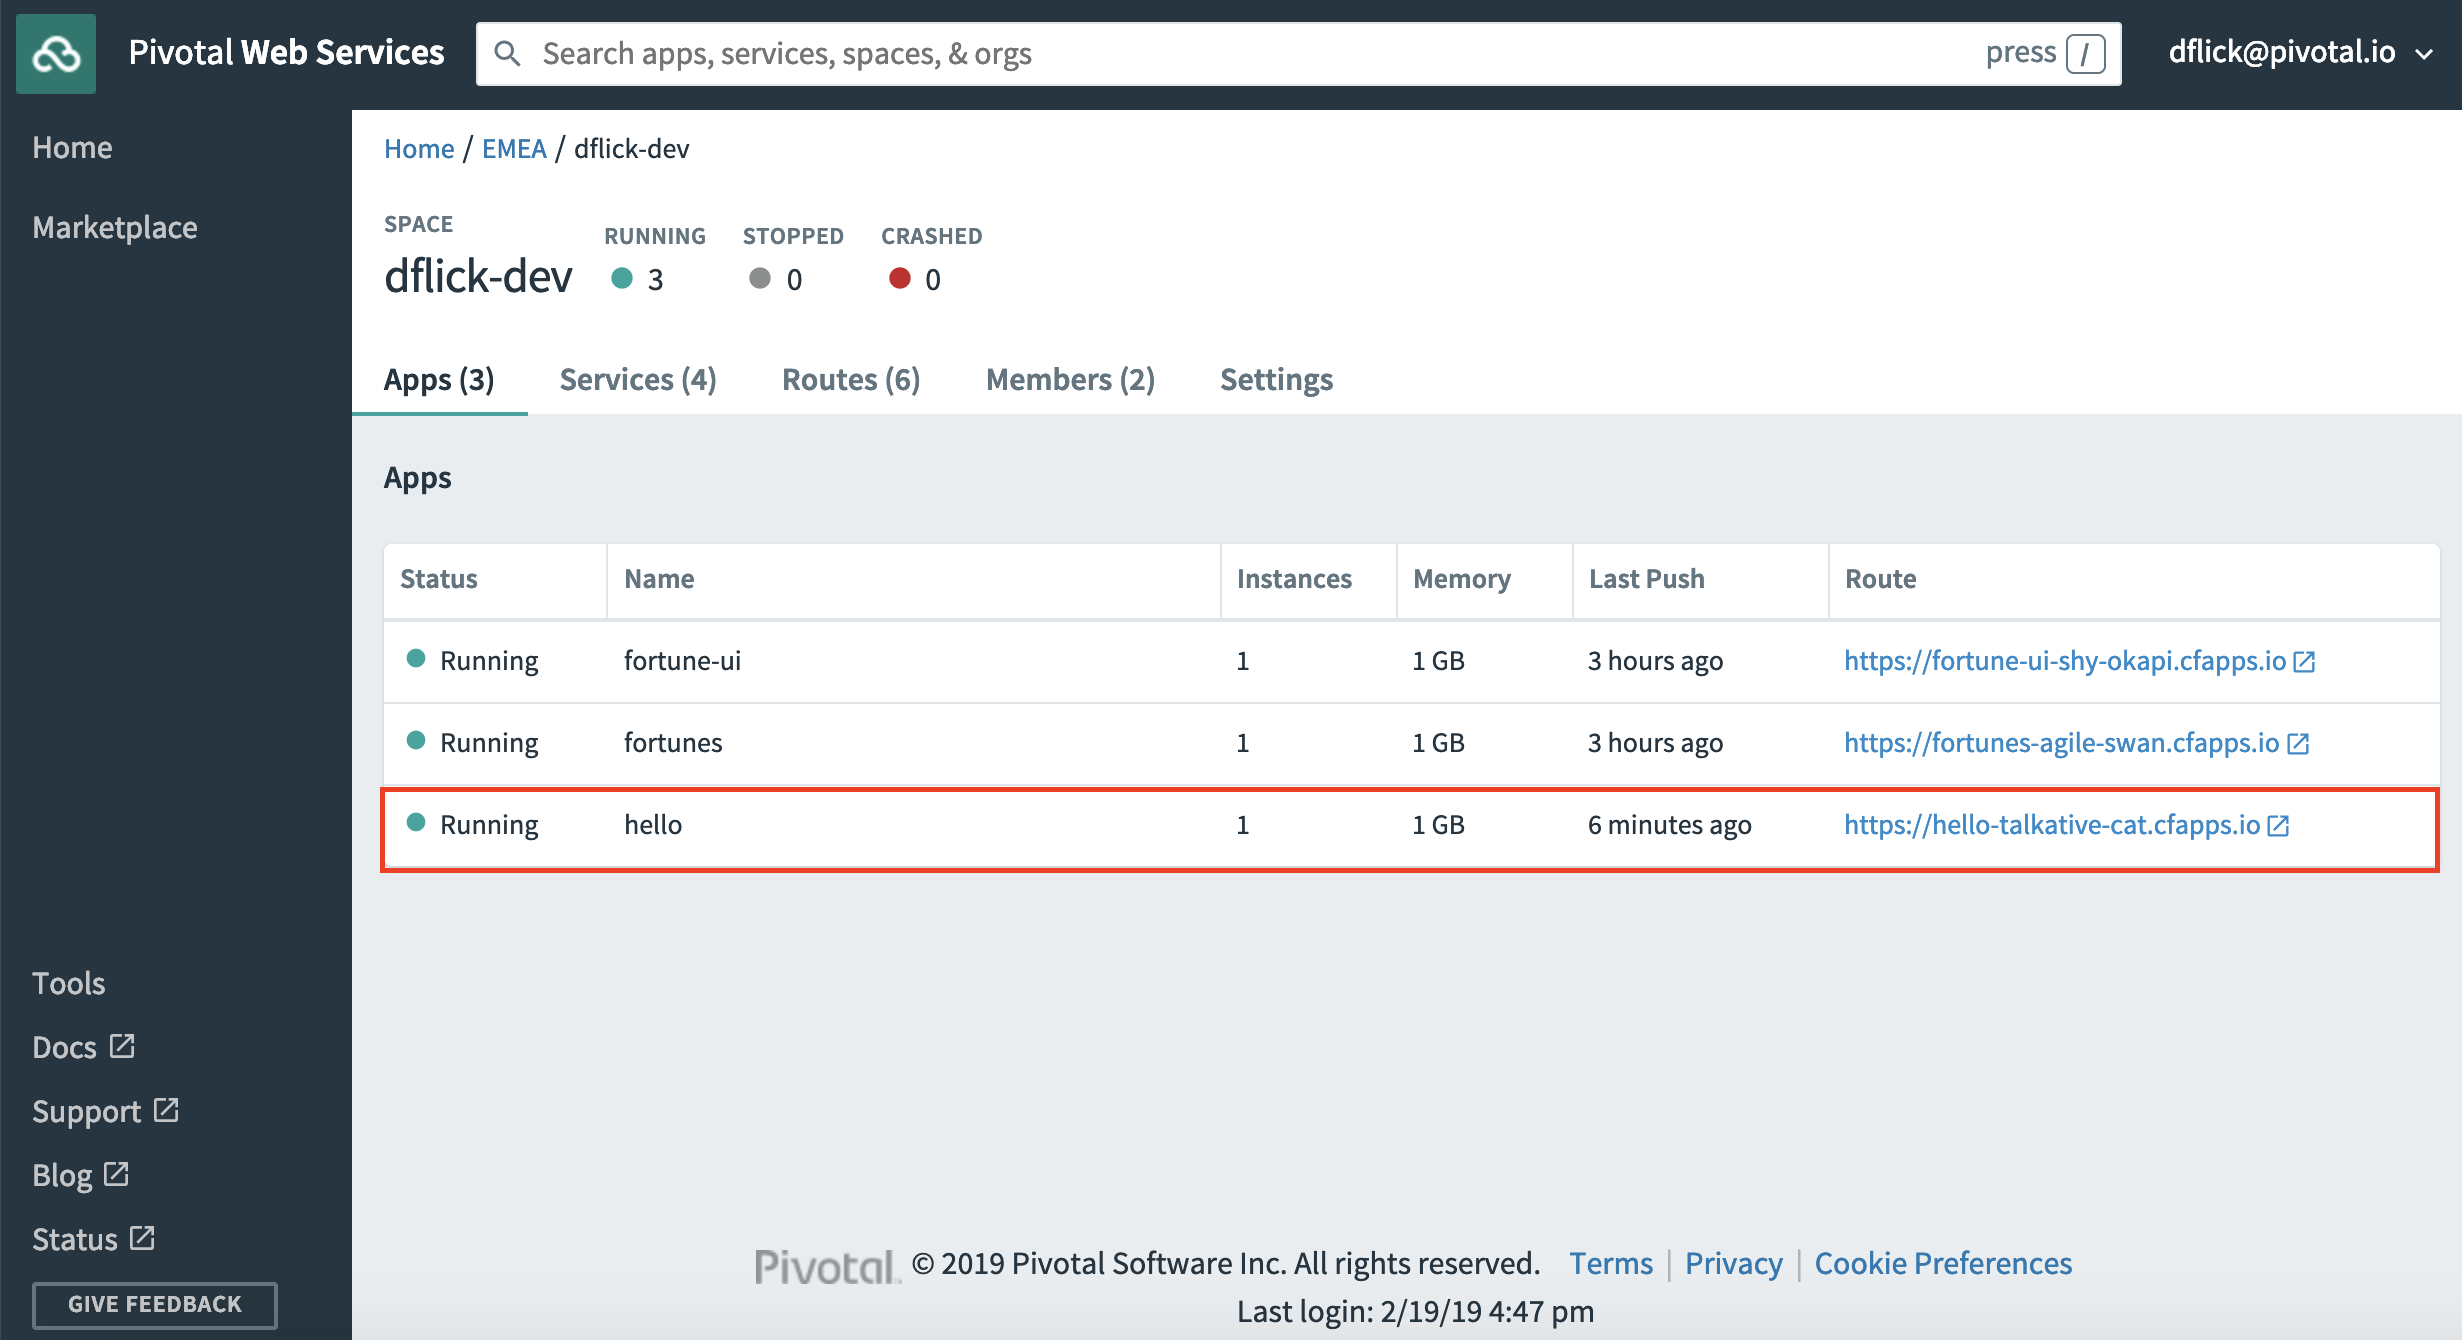 Pivotal Web Services
Search apps, services, spaces, & orgs
press /
dflick@pivotal.io
Home
Marketplace
Tools
Docs
Support
Blog
Status
GIVE FEEDBACK
Home / EMEA / dflick-dev
SPACE
dflick-dev
RUNNING STOPPED CRASHED
3 0 0
Apps (3) Services (4) Routes (6) Members (2) Settings
Apps
Status Name Instances Memory Last Push Route
Running fortune-ui 1 1 GB 3 hours ago https://fortune-ui-shy-okapi.cfapps.io
Running fortunes 1 1 GB 3 hours ago https://fortunes-agile-swan.cfapps.io
Running hello 1 1 GB 6 minutes ago https://hello-talkative-cat.cfapps.io
Pivotal. © 2019 Pivotal Software Inc. All rights reserved. Terms | Privacy | Cookie Preferences
Last login: 2/19/19 4:47 pm